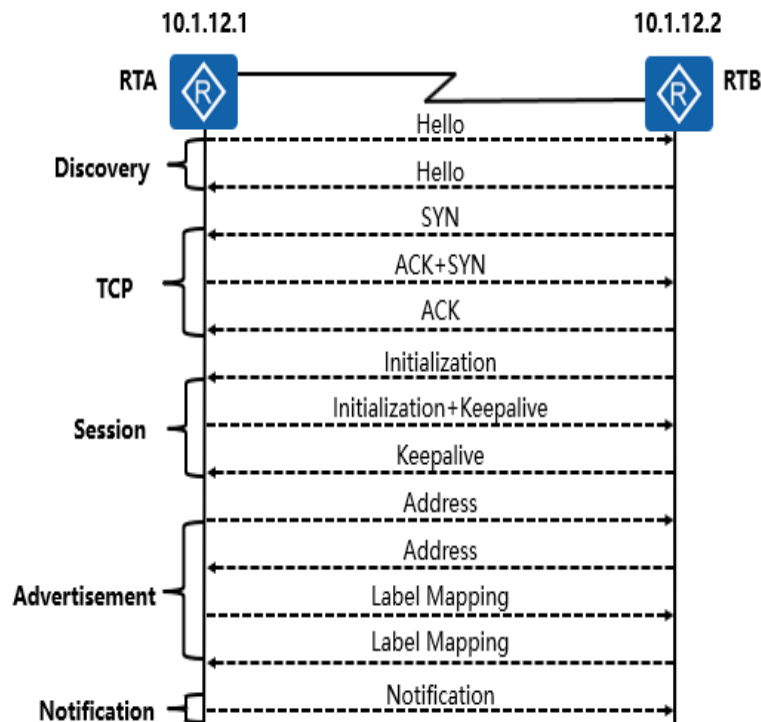 10.1.12.1
10.1.12.2
RTA
R
R
RTB
Hello
Discovery
Hello
SYN
ACK+SYN
TCP
ACK
Initialization
Initialization+Keepalive
Session
Keepalive
Address
Address
Advertisement
Label Mapping
Label Mapping
Notification
Notification